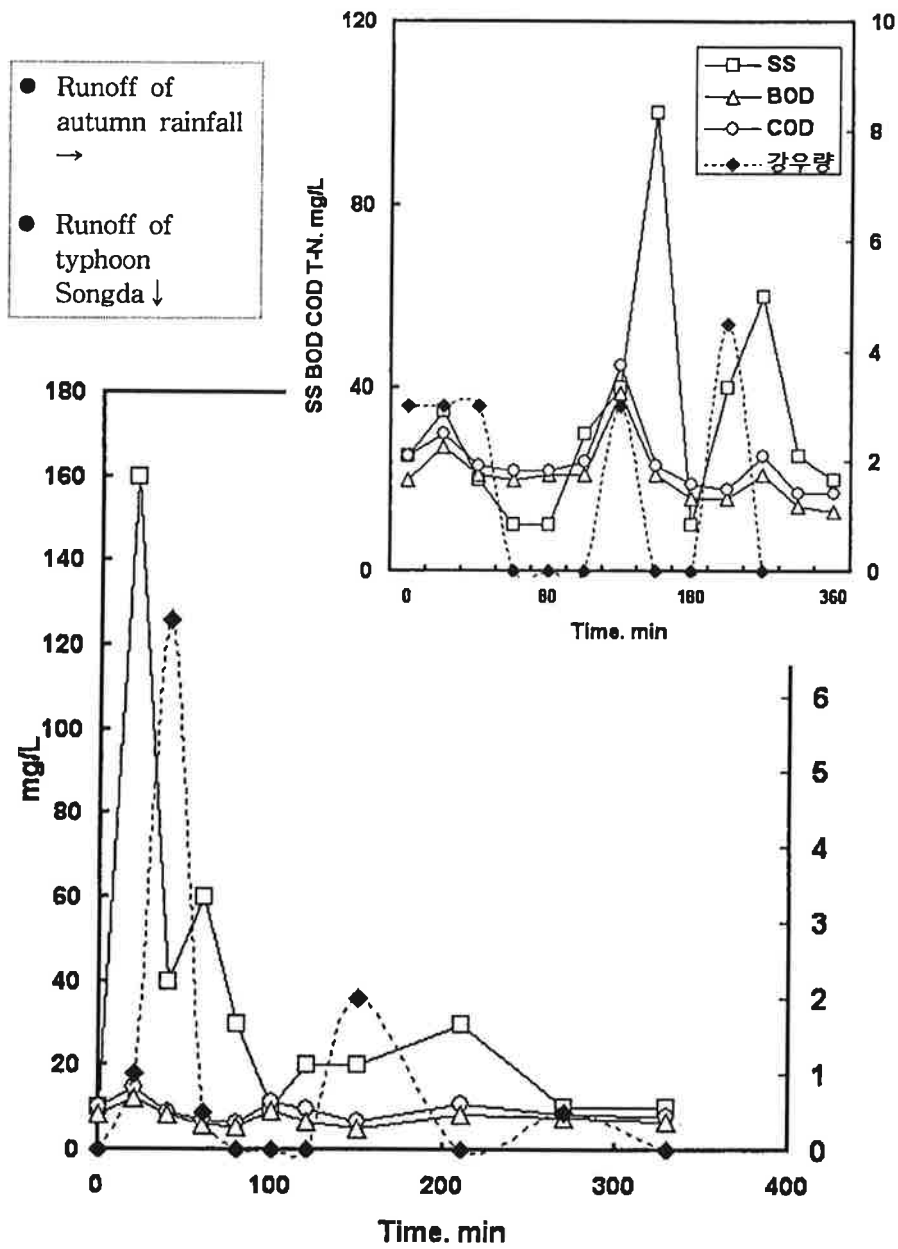 ● Runoff of
autumn rainfall
→
● Runoff of
typhoon
Songda ↓
SS BOD COD T-N. mg/L
120
80
40
0
10
8
6
4
2
0
SS
BOD
COD
강우량
0
80
180
360
Time. min
mg/L
180
160
140
120
100
80
60
40
20
0
6
5
4
3
2
1
0
0
100
200
300
400
Time. min